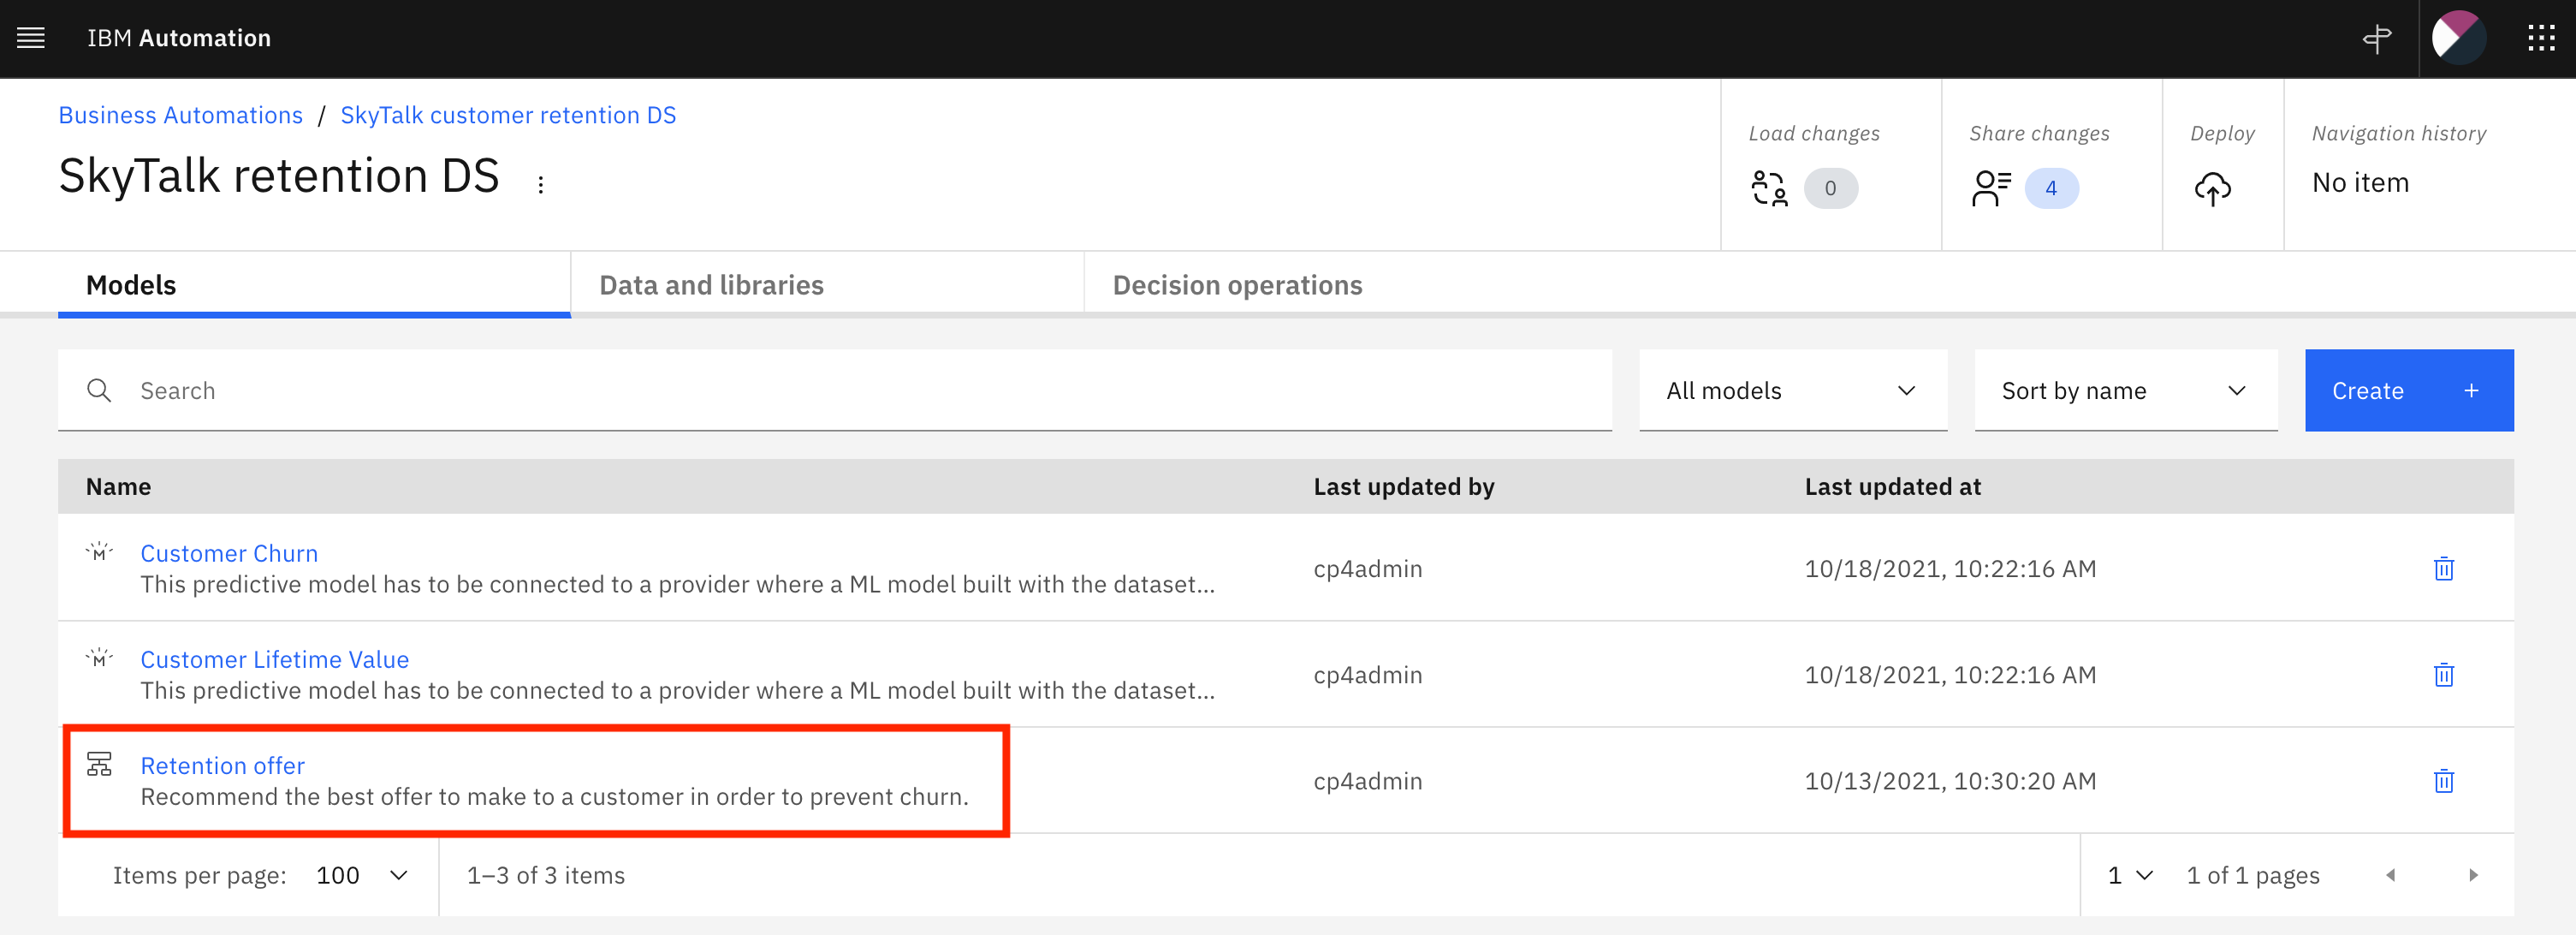 IBM Automation
Business Automations / SkyTalk customer retention DS
SkyTalk retention DS
Load changes
0
Share changes
4
Deploy
Navigation history
No item
Models
Data and libraries
Decision operations
Search
All models
Sort by name
Create +
Name
Last updated by
Last updated at
M
Customer Churn
This predictive model has to be connected to a provider where a ML model built with the dataset...
cp4admin
10/18/2021, 10:22:16 AM
M
Customer Lifetime Value
This predictive model has to be connected to a provider where a ML model built with the dataset...
cp4admin
10/18/2021, 10:22:16 AM
Retention offer
Recommend the best offer to make to a customer in order to prevent churn.
cp4admin
10/13/2021, 10:30:20 AM
Items per page: 100
1–3 of 3 items
1
1 of 1 pages